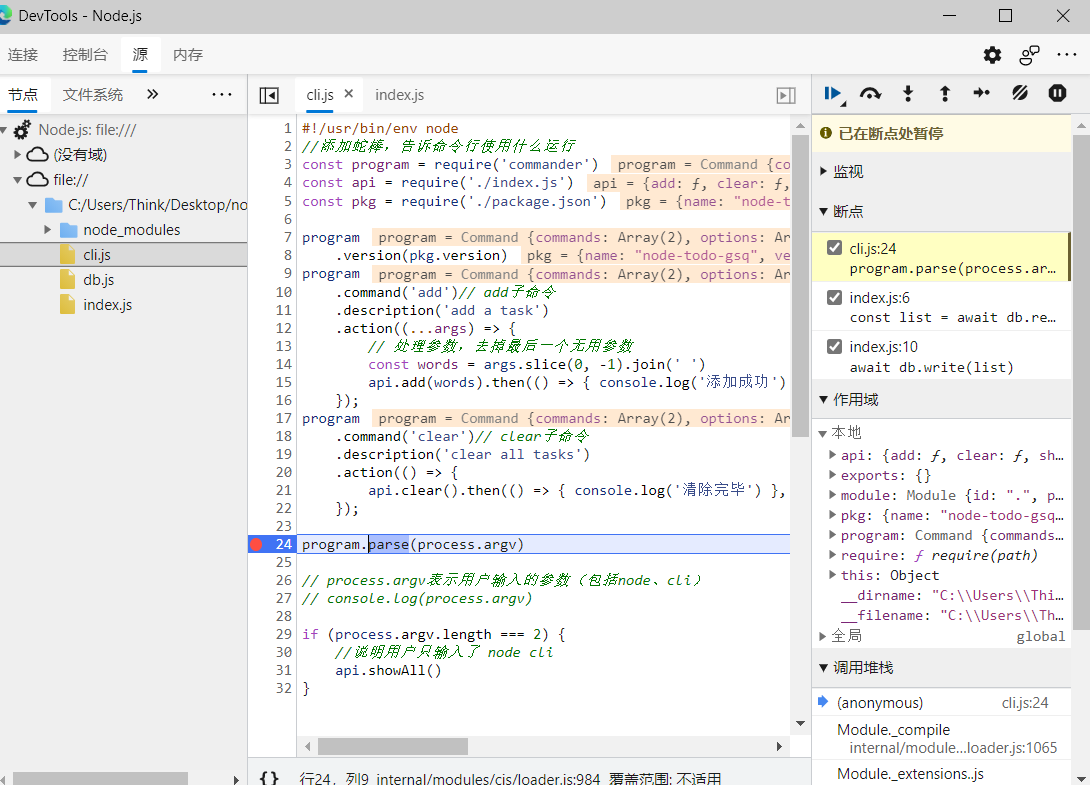 DevTools - Node.js
连接 控制台 源 内存
节点 文件系统
Node.js: file:///
(没有域)
file://
C:/Users/Think/Desktop/no
node_modules
cli.js
db.js
index.js
cli.js index.js
1 #!/usr/bin/env node
2 //添加蛇棒，告诉命令行使用什么运行
3 const program = require('commander') program = Command {co
4 const api = require('./index.js') api = {add: ƒ, clear: ƒ,
5 const pkg = require('./package.json') pkg = {name: "node-t
6
7 program program = Command {commands: Array(2), options: Ar
8 .version(pkg.version) pkg = {name: "node-todo-gsq", ve
9 program program = Command {commands: Array(2), options: Ar
10 .command('add')// add子命令
11 .description('add a task')
12 .action((...args) => {
13 // 处理参数，去掉最后一个无用参数
14 const words = args.slice(0, -1).join(' ')
15 api.add(words).then(() => { console.log('添加成功')
16 });
17 program program = Command {commands: Array(2), options: Ar
18 .command('clear')// clear子命令
19 .description('clear all tasks')
20 .action(() => {
21 api.clear().then(() => { console.log('清除完毕') },
22 });
23
24 program.parse(process.argv)
25
26 // process.argv表示用户输入的参数（包括node、cli）
27 // console.log(process.argv)
28
29 if (process.argv.length === 2) {
30 //说明用户只输入了 node cli
31 api.showAll()
32 }
{} 行24，列9 internal/modules/cjs/loader.js:984 覆盖范围: 不适用
已在断点处暂停
监视
断点
cli.js:24
program.parse(process.ar…
index.js:6
const list = await db.re…
index.js:10
await db.write(list)
作用域
本地
api: {add: ƒ, clear: ƒ, sh…
exports: {}
module: Module {id: ".", p…
pkg: {name: "node-todo-gsq…
program: Command {commands…
require: ƒ require(path)
this: Object
__dirname: "C:\\Users\\Thi…
__filename: "C:\\Users\\Th…
全局 global
调用堆栈
(anonymous) cli.js:24
Module._compile
internal/module…loader.js:1065
Module._extensions..js